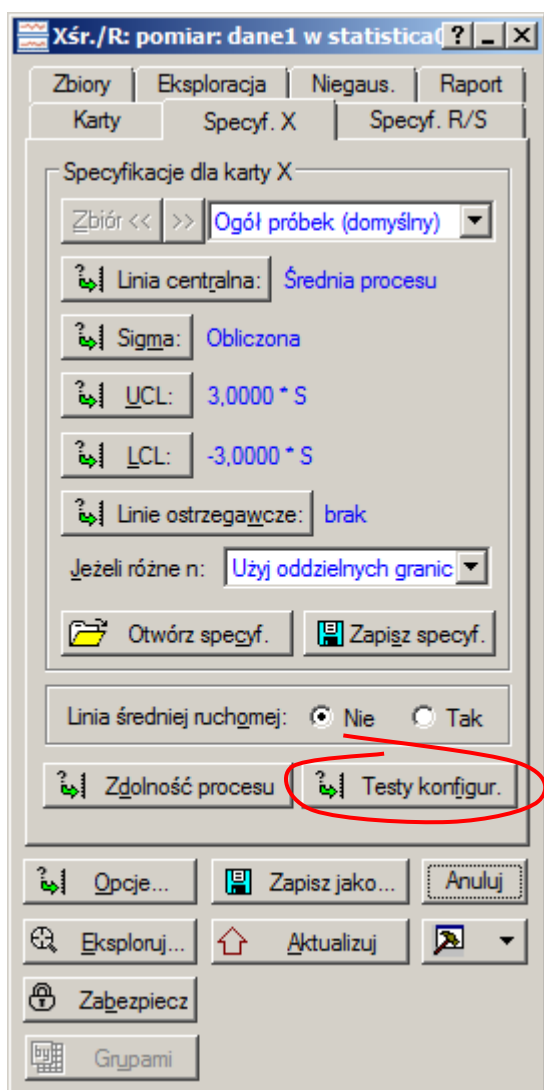 Xśr./R: pomiar: dane1 w statistica
Zbiory Eksploracja Niegaus. Raport
Karty Specyf. X Specyf. R/S
Specyfikacje dla karty X
Zbiór << >> Ogół próbek (domyślny)
Linia centralna: Średnia procesu
Sigma: Obliczona
UCL: 3,0000 * S
LCL: -3,0000 * S
Linie ostrzegawcze: brak
Jeżeli różne n: Użyj oddzielnych granic
Otwórz specyf. Zapisz specyf.
Linia średniej ruchomej: Nie Tak
Zdolność procesu Testy konfigur.
Opcje... Zapisz jako... Anuluj
Eksploruj... Aktualizuj
Zabezpiecz
Grupami